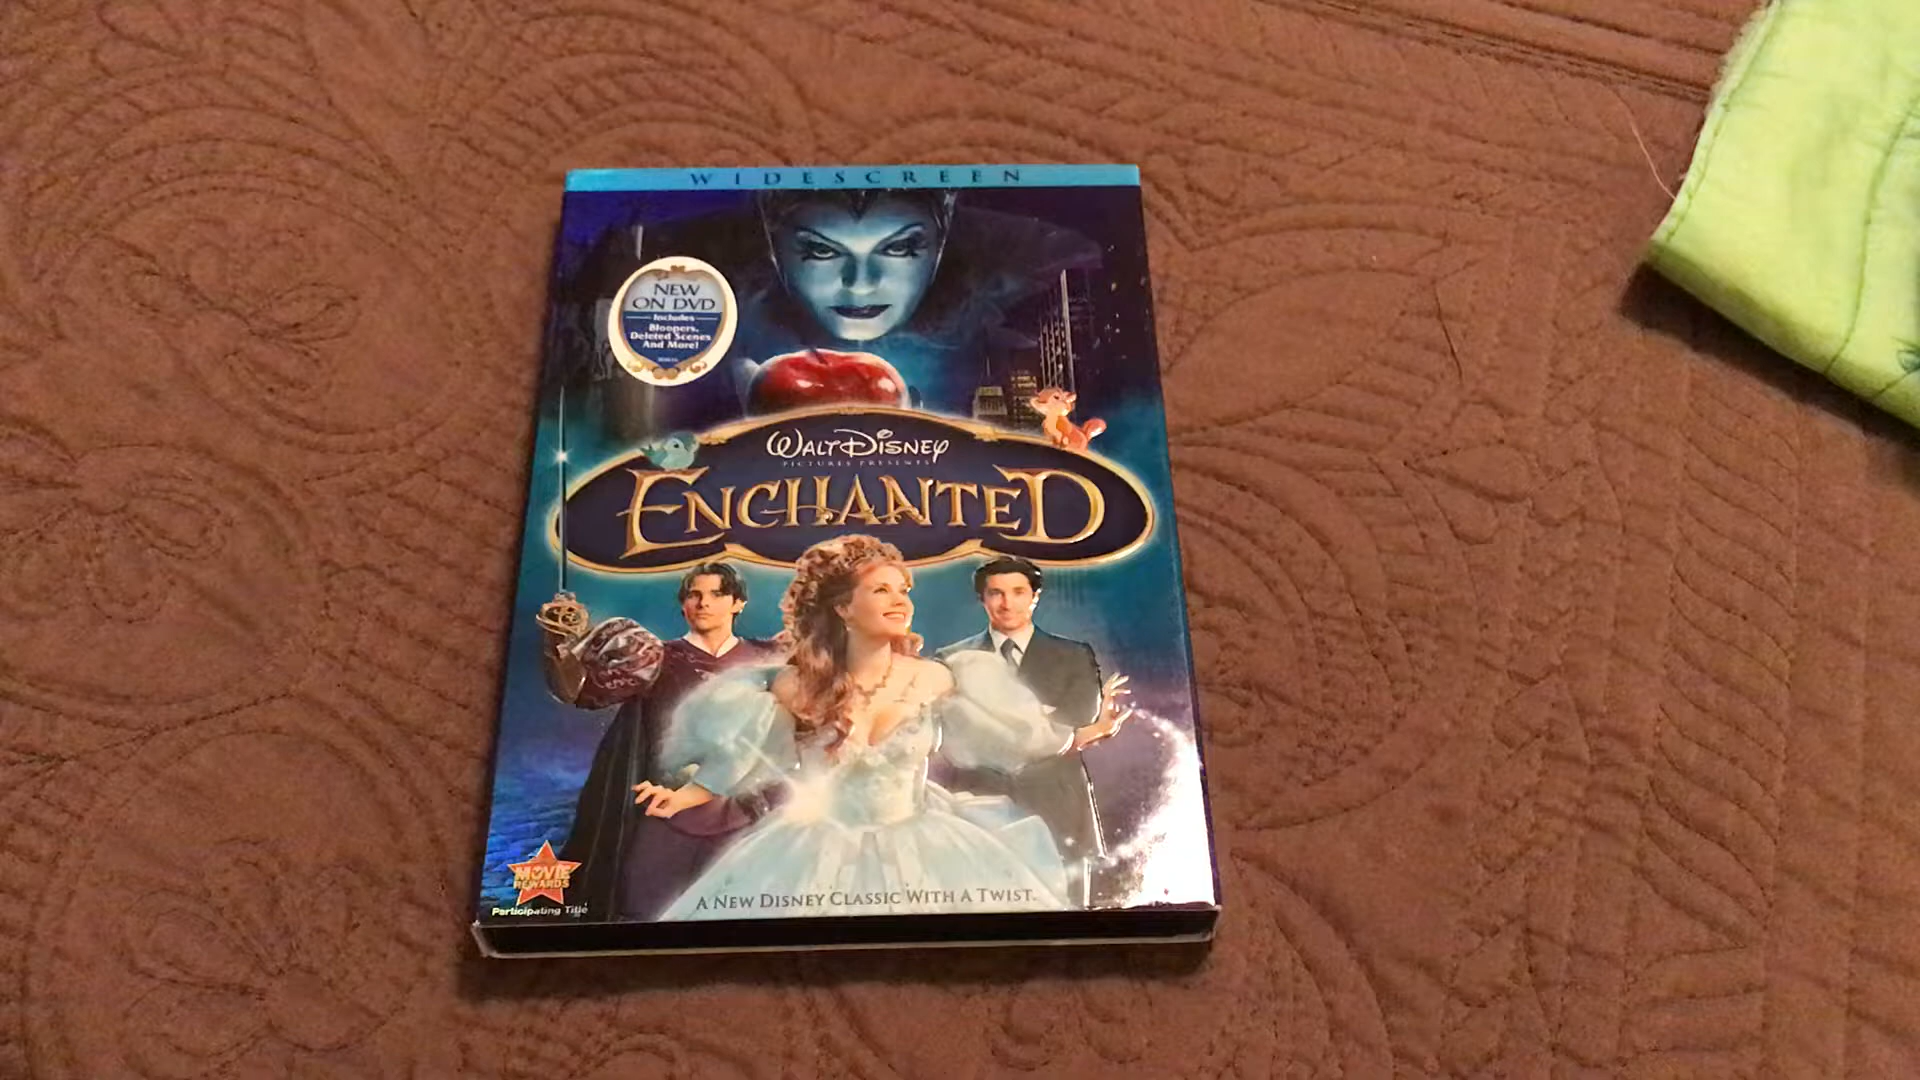 WIDESCREEN
NEW
ON DVD
Includes
Bloopers,
Deleted Scenes
And More!
WALT DISNEY
PICTURES PRESENTS
ENCHANTED
MOVIE
REWARDS
Participating Title
A NEW DISNEY CLASSIC WITH A TWIST.